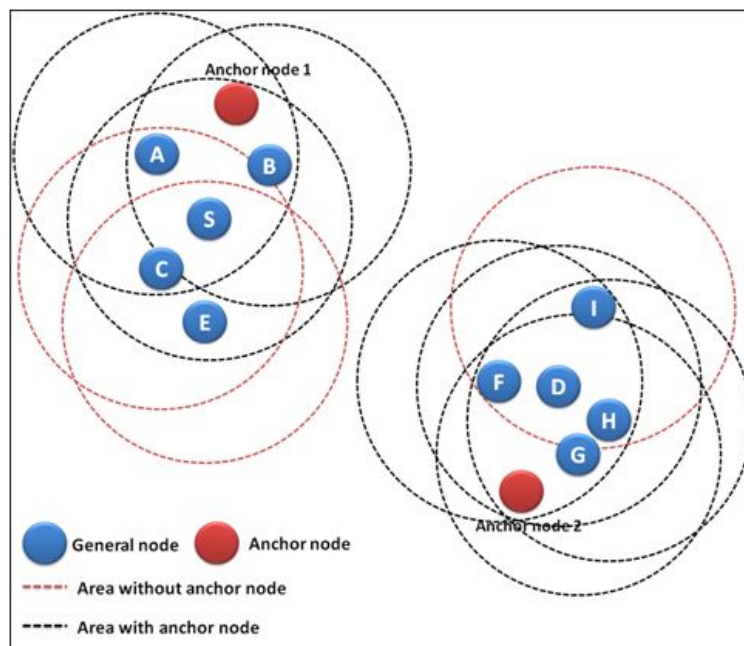 Anchor node 1
A
B
S
C
E
I
F
D
H
G
Anchor node 2
General node
Anchor node
Area without anchor node
Area with anchor node